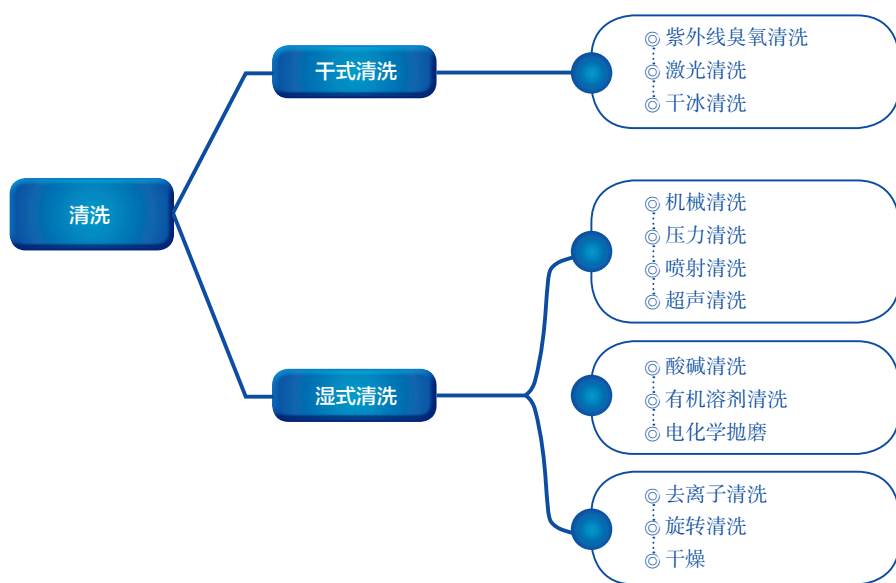 清洗
干式清洗
◎ 紫外线臭氧清洗
◎ 激光清洗
◎ 干冰清洗
湿式清洗
◎ 机械清洗
◎ 压力清洗
◎ 喷射清洗
◎ 超声清洗
◎ 酸碱清洗
◎ 有机溶剂清洗
◎ 电化学抛磨
◎ 去离子清洗
◎ 旋转清洗
◎ 干燥